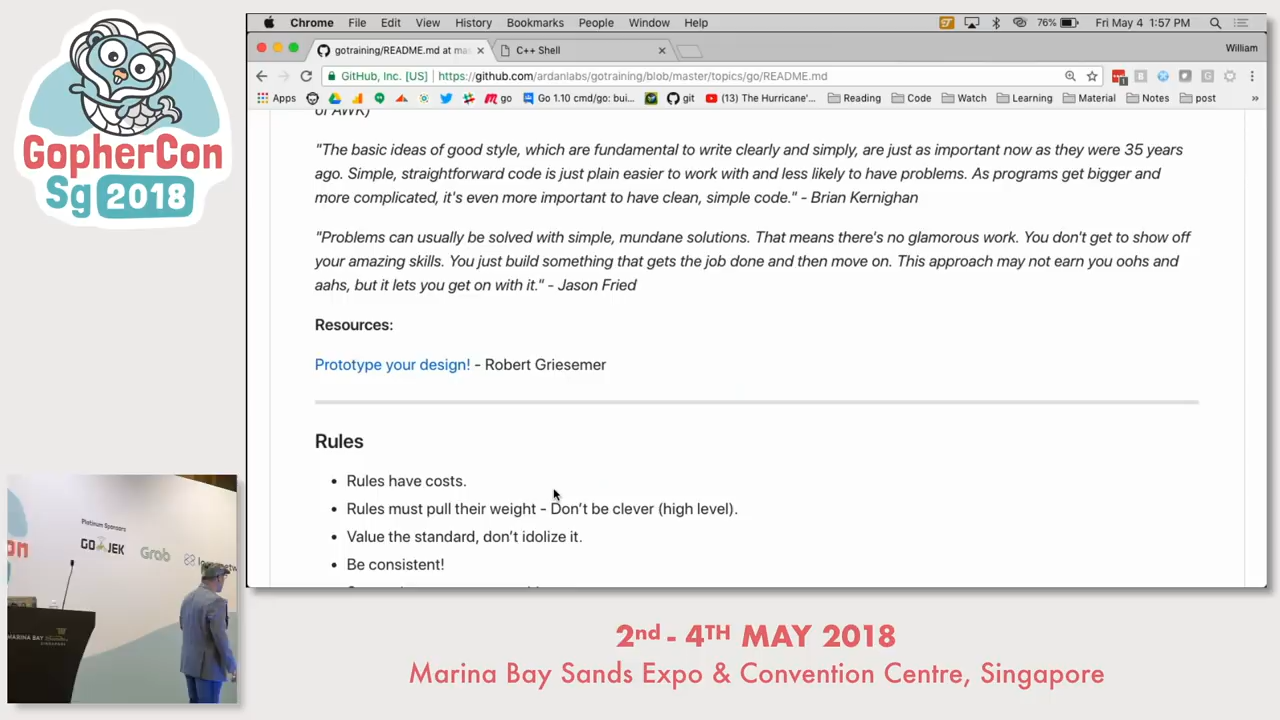 GopherCon
Sg 2018
Chrome File Edit View History Bookmarks People Window Help
76% Fri May 4 1:57 PM
gotraining/README.md at ma
C++ Shell
William
GitHub, Inc. [US] https://github.com/ardanlabs/gotraining/blob/master/topics/go/README.md
Apps go Go 1.10 cmd/go: bui... git (13) The Hurricane'... Reading Code Watch Learning Material Notes post »
of AWK)
"The basic ideas of good style, which are fundamental to write clearly and simply, are just as important now as they were 35 years
ago. Simple, straightforward code is just plain easier to work with and less likely to have problems. As programs get bigger and
more complicated, it's even more important to have clean, simple code." - Brian Kernighan
"Problems can usually be solved with simple, mundane solutions. That means there's no glamorous work. You don't get to show off
your amazing skills. You just build something that gets the job done and then move on. This approach may not earn you oohs and
aahs, but it lets you get on with it." - Jason Fried
Resources:
Prototype your design! - Robert Griesemer
Rules
• Rules have costs.
• Rules must pull their weight - Don't be clever (high level).
• Value the standard, don't idolize it.
• Be consistent!
Platinum Sponsors
GO JEK
Grab
MARINA BAY
2nd - 4TH MAY 2018
Marina Bay Sands Expo & Convention Centre, Singapore